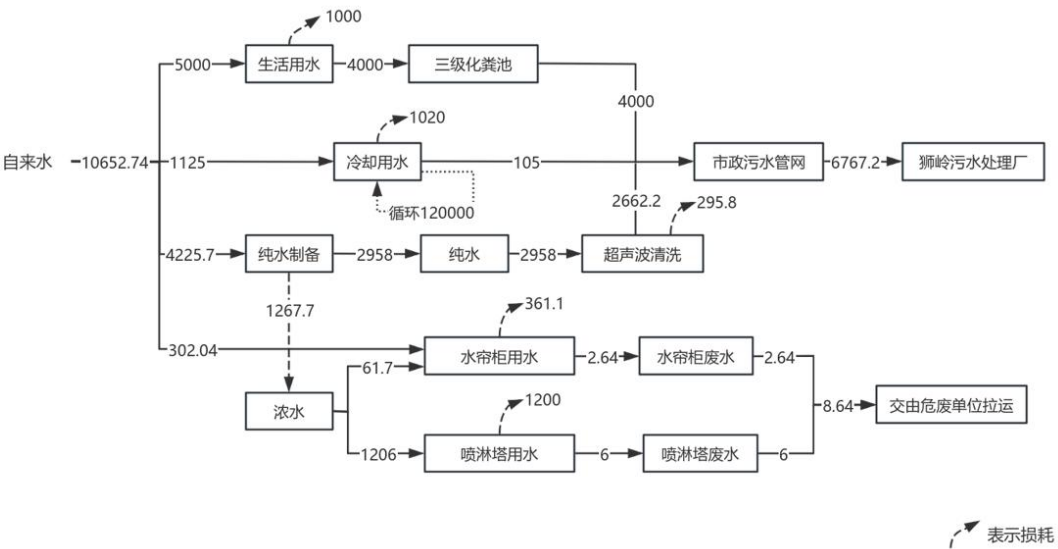 1000
5000
生活用水
4000
三级化粪池
4000
1020
自来水
10652.74
1125
冷却用水
105
市政污水管网
6767.2
狮岭污水处理厂
循环120000
2662.2
295.8
4225.7
纯水制备
2958
纯水
2958
超声波清洗
1267.7
361.1
302.04
水帘柜用水
2.64
水帘柜废水
2.64
61.7
浓水
1200
8.64
交由危废单位拉运
1206
喷淋塔用水
6
喷淋塔废水
6
表示损耗